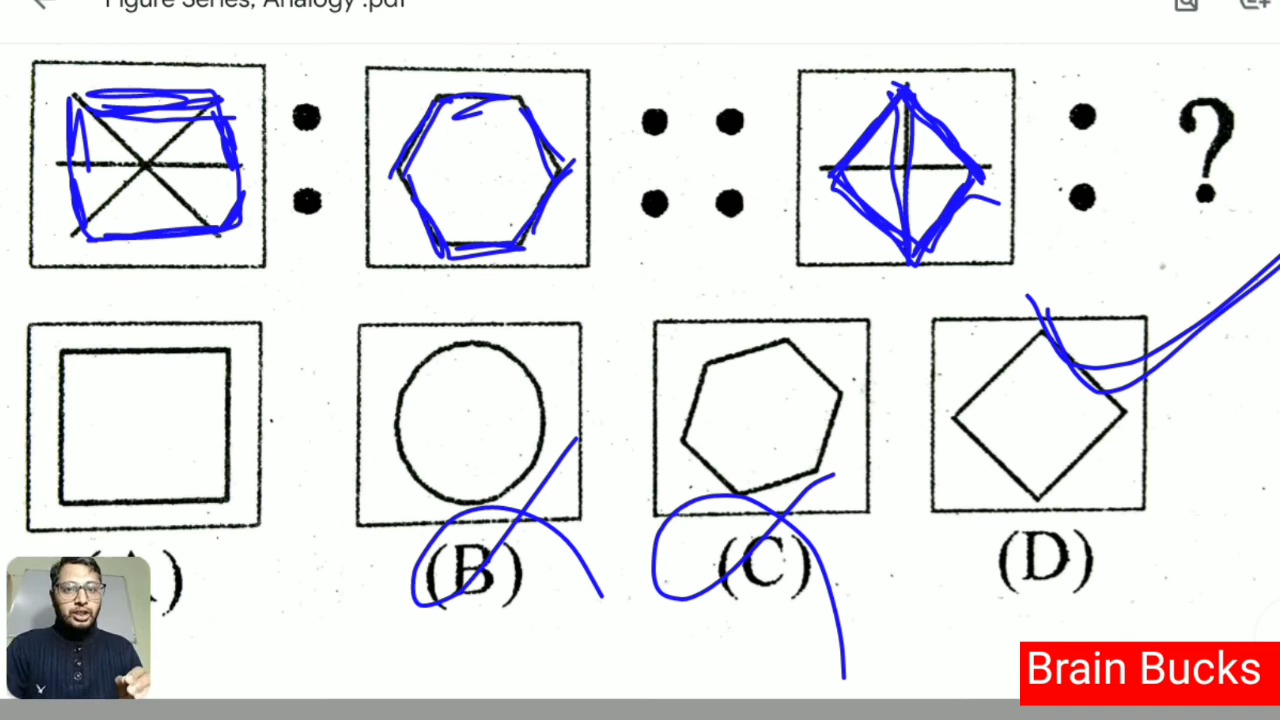 Figure Series, Analogy .pdf
: :: : ?
(B) (C) (D)
Brain Bucks